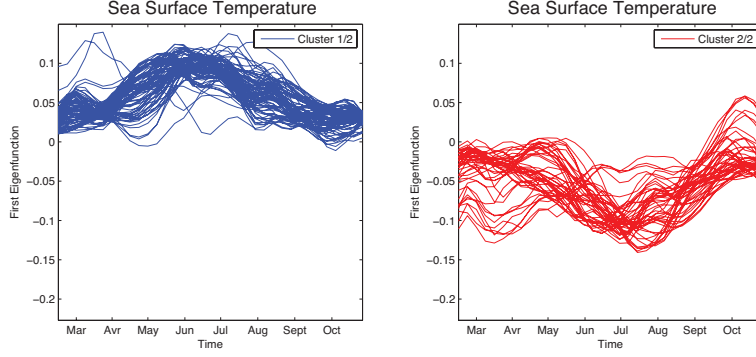 Sea Surface Temperature
Cluster 1/2
0.1
0.05
0
−0.05
−0.1
−0.15
−0.2
First Eigenfunction
Mar Avr May Jun Jul Aug Sept Oct
Time
Sea Surface Temperature
Cluster 2/2
0.1
0.05
0
−0.05
−0.1
−0.15
−0.2
First Eigenfunction
Mar Avr May Jun Jul Aug Sept Oct
Time